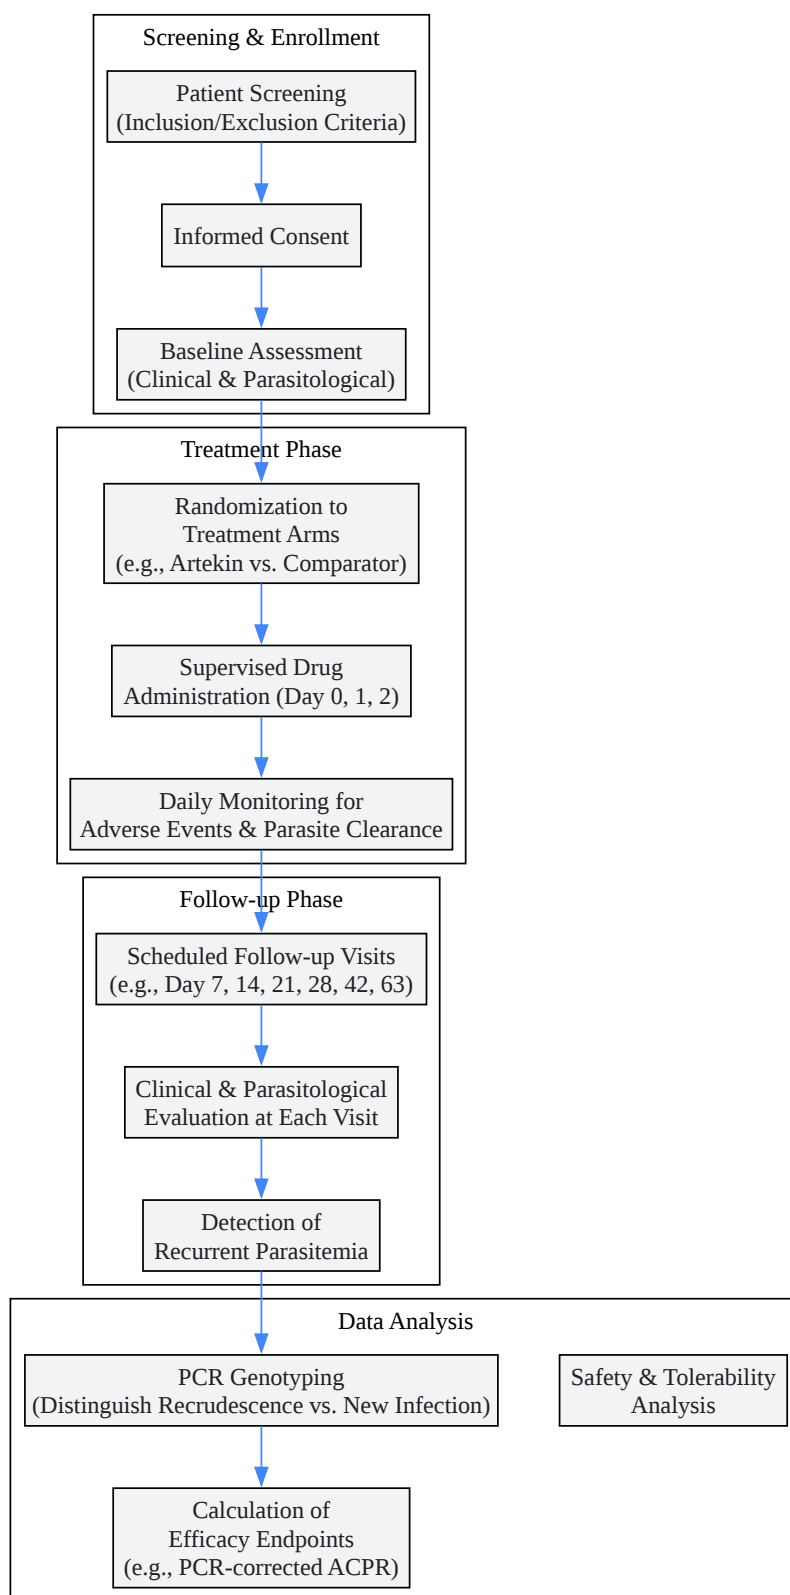 Screening & Enrollment
Patient Screening
(Inclusion/Exclusion Criteria)
Informed Consent
Baseline Assessment
(Clinical & Parasitological)
Treatment Phase
Randomization to
Treatment Arms
(e.g., Artekin vs. Comparator)
Supervised Drug
Administration (Day 0, 1, 2)
Daily Monitoring for
Adverse Events & Parasite Clearance
Follow-up Phase
Scheduled Follow-up Visits
(e.g., Day 7, 14, 21, 28, 42, 63)
Clinical & Parasitological
Evaluation at Each Visit
Detection of
Recurrent Parasitemia
Data Analysis
PCR Genotyping
(Distinguish Recrudescence vs. New Infection)
Safety & Tolerability
Analysis
Calculation of
Efficacy Endpoints
(e.g., PCR-corrected ACPR)